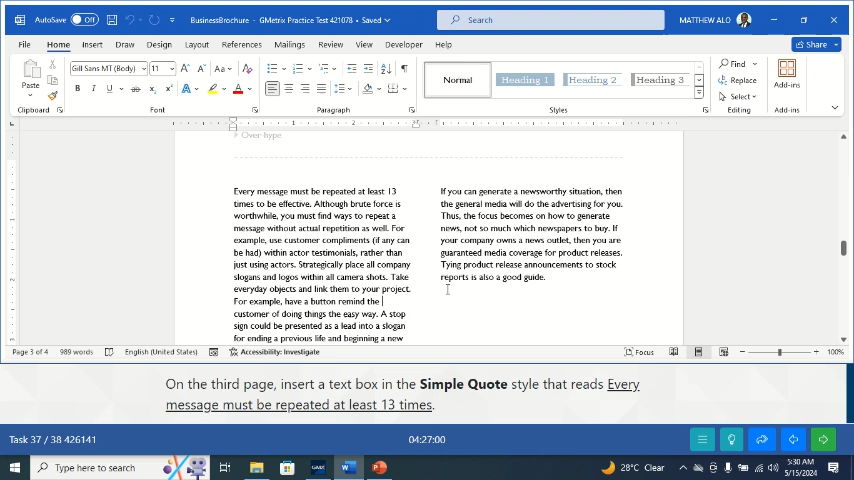 AutoSave Off BusinessBrochure - GMetrix Practice Test 421078 • Saved Search MATTHEW ALO
File Home Insert Draw Design Layout References Mailings Review View Developer Help Share
Paste Gill Sans MT (Body) 11 A A Aa A Normal Heading 1 Heading 2 Heading 3 Find Replace Select Add-ins
B I U ab x₂ x² A A
Clipboard Font Paragraph Styles Editing Add-ins
Over-hype
Every message must be repeated at least 13
times to be effective. Although brute force is
worthwhile, you must find ways to repeat a
message without actual repetition as well. For
example, use customer compliments (if any can
be had) within actor testimonials, rather than
just using actors. Strategically place all company
slogans and logos within all camera shots. Take
everyday objects and link them to your project.
For example, have a button remind the
customer of doing things the easy way. A stop
sign could be presented as a lead into a slogan
for ending a previous life and beginning a new
If you can generate a newsworthy situation, then
the general media will do the advertising for you.
Thus, the focus becomes on how to generate
news, not so much which newspapers to buy. If
your company owns a news outlet, then you are
guaranteed media coverage for product releases.
Tying product release announcements to stock
reports is also a good guide.
Page 3 of 4 989 words English (United States) Accessibility: Investigate Focus 100%
On the third page, insert a text box in the Simple Quote style that reads Every
message must be repeated at least 13 times.
Task 37 / 38 426141 04:27:00
Type here to search GMX 28°C Clear 5:30 AM
5/15/2024